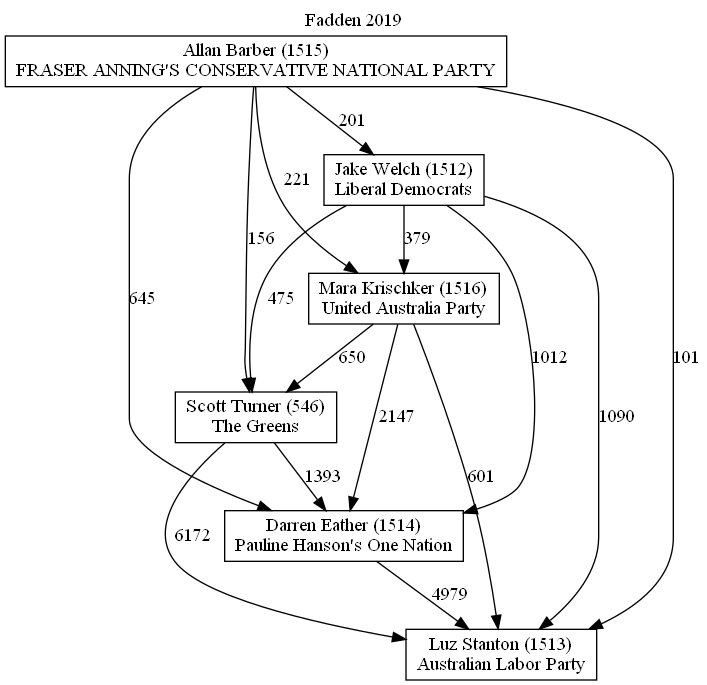 Fadden 2019
Allan Barber (1515)
FRASER ANNING'S CONSERVATIVE NATIONAL PARTY
201
Jake Welch (1512)
Liberal Democrats
221
156
379
475
Mara Krischker (1516)
United Australia Party
645
650
1012
101
Scott Turner (546)
The Greens
2147
1090
1393
601
6172
Darren Eather (1514)
Pauline Hanson's One Nation
4979
Luz Stanton (1513)
Australian Labor Party